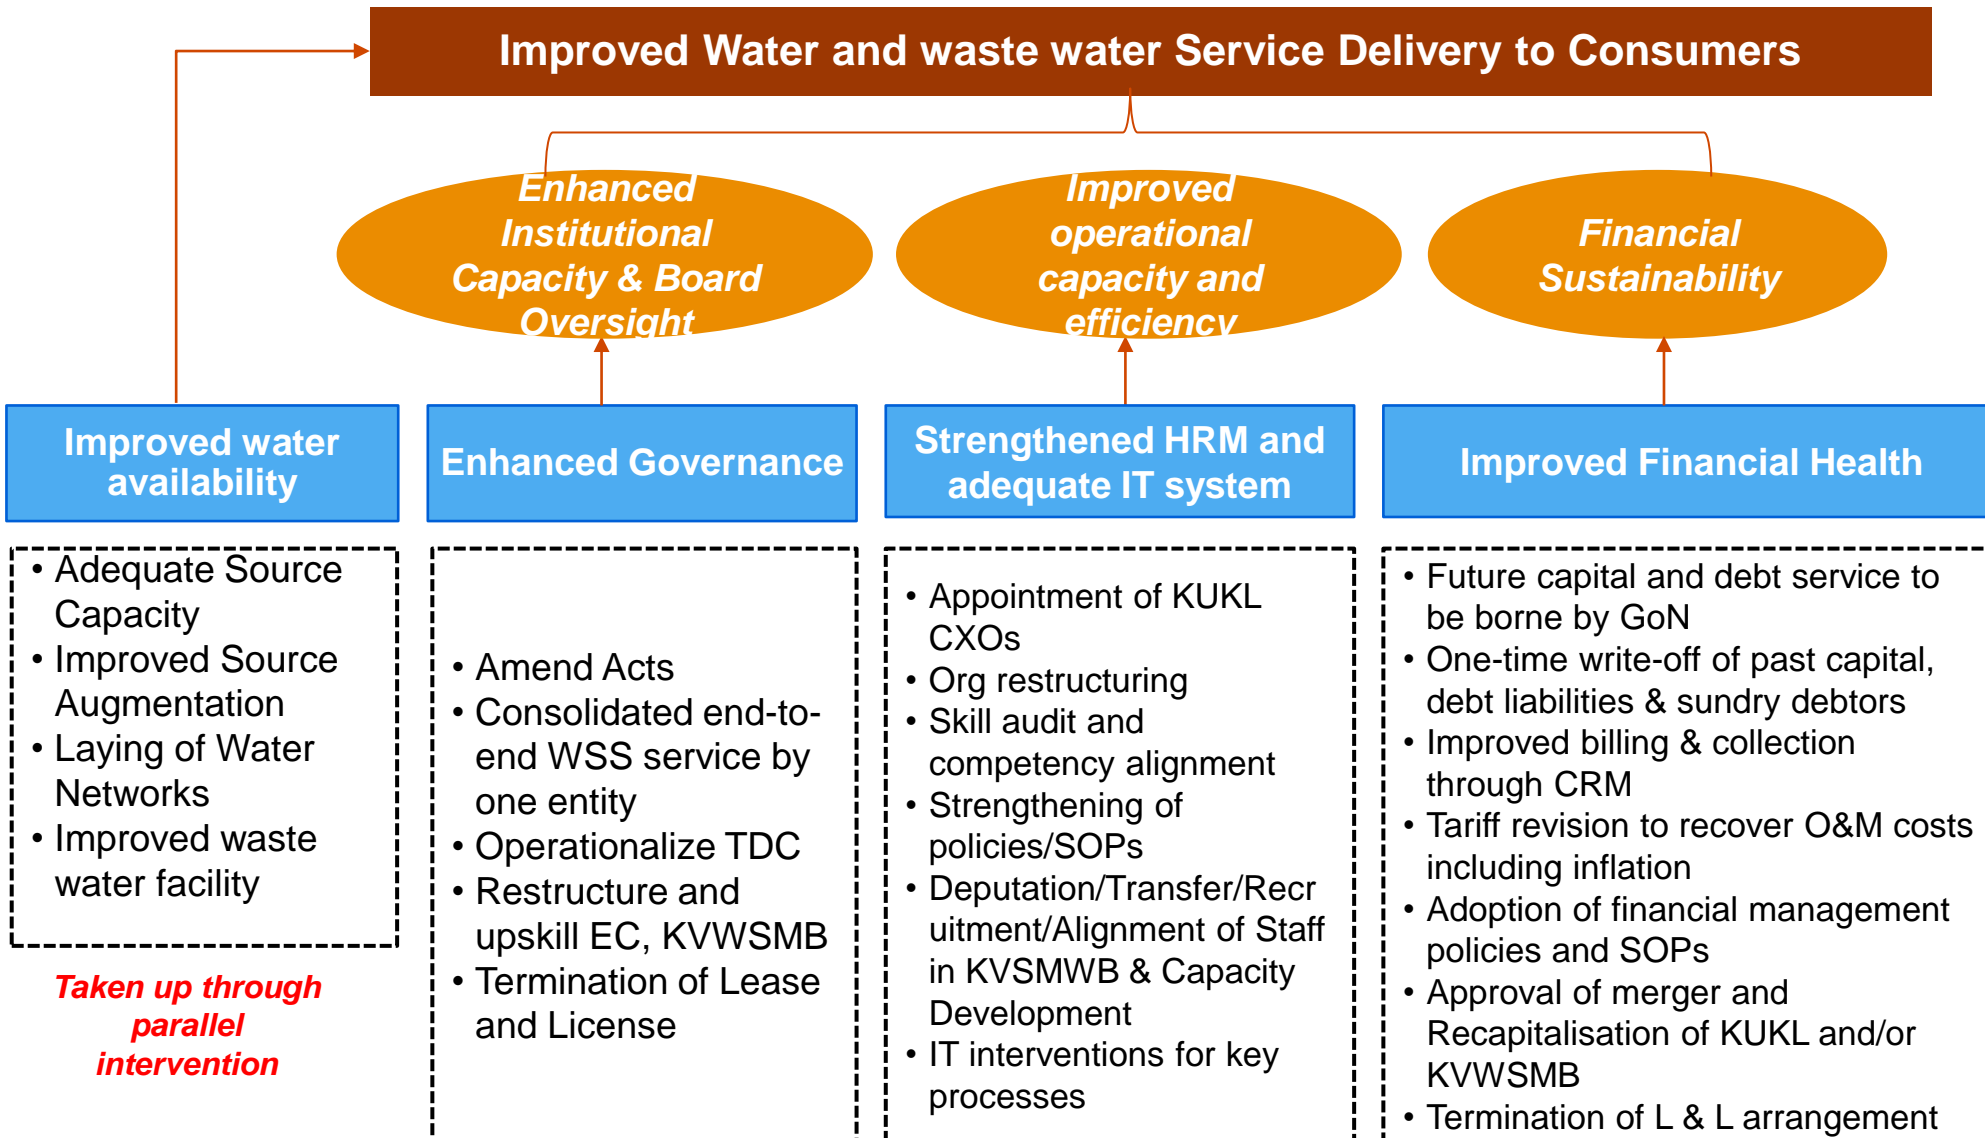 Improved Water and waste water Service Delivery to Consumers
Enhanced
Institutional
Capacity & Board
Oversight
Improved
operational
capacity and
efficiency
Financial
Sustainability
Improved water
availability
Enhanced Governance
Strengthened HRM and
adequate IT system
Improved Financial Health
• Adequate Source
Capacity
• Improved Source
Augmentation
• Laying of Water
Networks
• Improved waste
water facility
Taken up through
parallel
intervention
• Amend Acts
• Consolidated end-to-
end WSS service by
one entity
• Operationalize TDC
• Restructure and
upskill EC, KVWSMB
• Termination of Lease
and License
• Appointment of KUKL
CXOs
• Org restructuring
• Skill audit and
competency alignment
• Strengthening of
policies/SOPs
• Deputation/Transfer/Recr
uitment/Alignment of Staff
in KVSMWB & Capacity
Development
• IT interventions for key
processes
• Future capital and debt service to
be borne by GoN
• One-time write-off of past capital,
debt liabilities & sundry debtors
• Improved billing & collection
through CRM
• Tariff revision to recover O&M costs
including inflation
• Adoption of financial management
policies and SOPs
• Approval of merger and
Recapitalisation of KUKL and/or
KVWSMB
• Termination of L & L arrangement